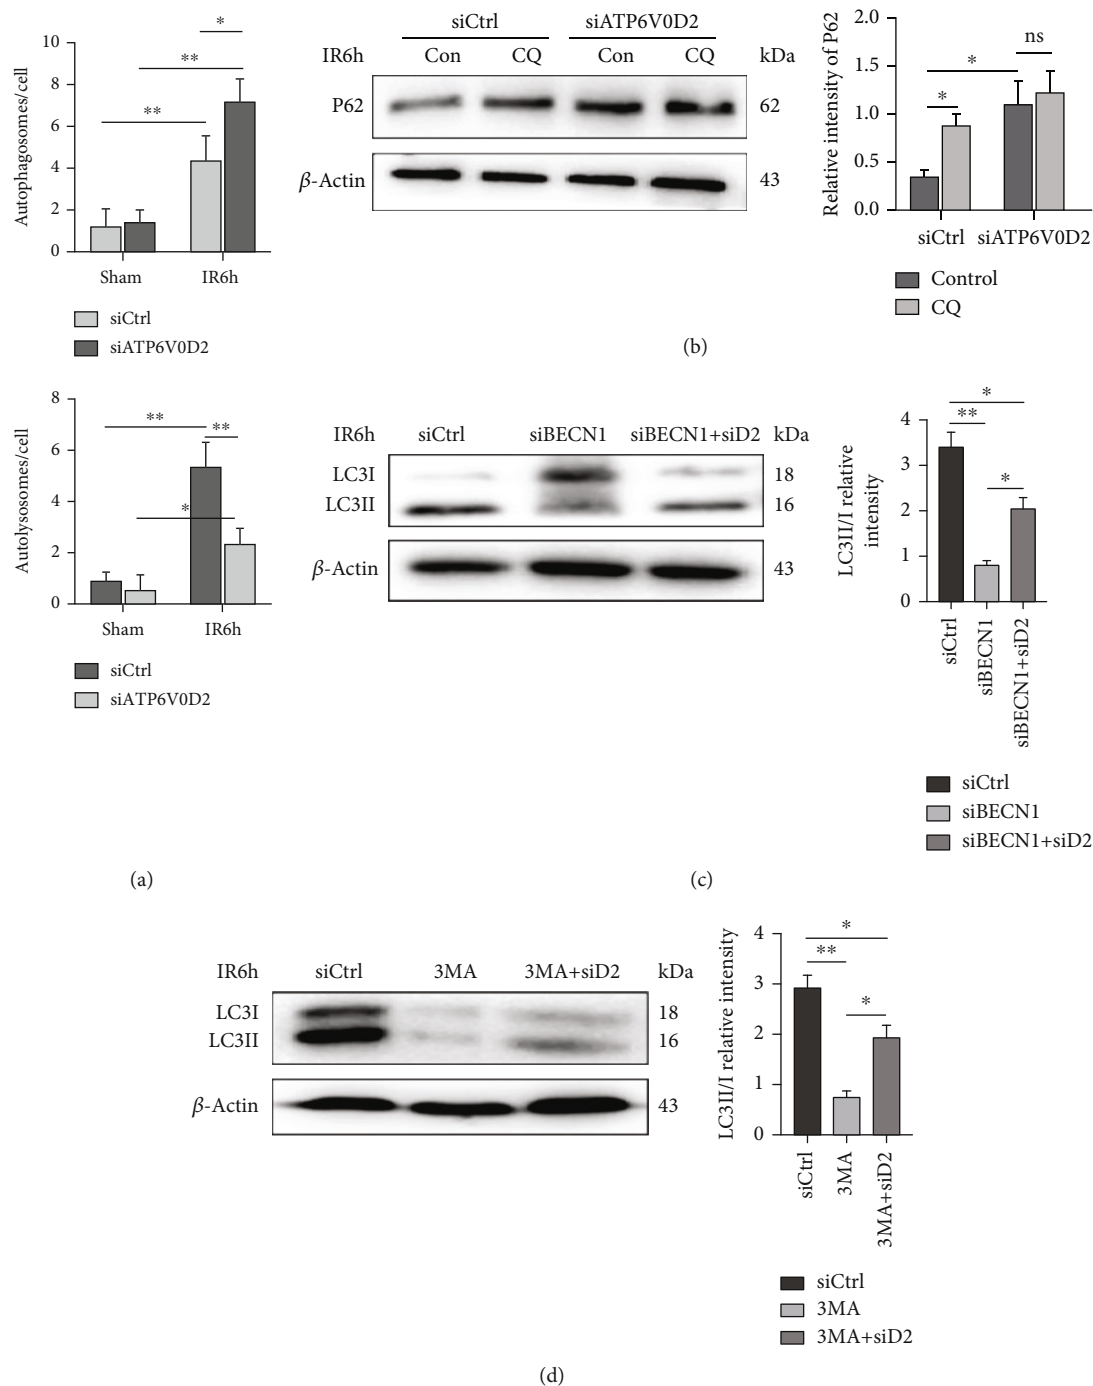 *
**
**
10
8
6
4
2
0
Autophagosomes/cell
Sham IR6h
siCtrl
siATP6V0D2
**
**
*
8
6
4
2
0
Autolysosomes/cell
Sham IR6h
siCtrl
siATP6V0D2
(a)
siCtrl siATP6V0D2
IR6h Con CQ Con CQ kDa
P62 62
β-Actin 43
Relative intensity of P62
2.0
1.5
1.0
0.5
0.0
ns
*
*
siCtrl siATP6V0D2
Control
CQ
(b)
IR6h siCtrl siBECN1 siBECN1+siD2 kDa
LC3I 18
LC3II 16
β-Actin 43
LC3II/I relative
intensity
4
3
2
1
0
*
**
*
siCtrl
siBECN1
siBECN1+siD2
siCtrl
siBECN1
siBECN1+siD2
(c)
IR6h siCtrl 3MA 3MA+siD2 kDa
LC3I 18
LC3II 16
β-Actin 43
LC3II/I relative intensity
4
3
2
1
0
*
**
*
siCtrl
3MA
3MA+siD2
siCtrl
3MA
3MA+siD2
(d)